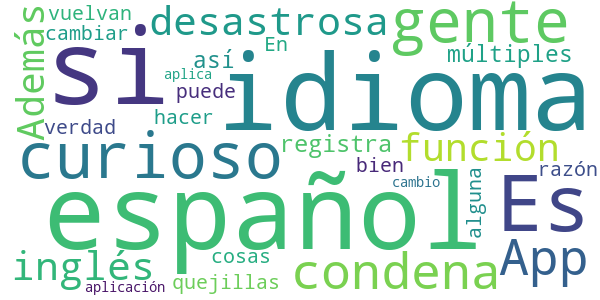 vuelvan desastrosa gente
cambiar En
Además si así múltiples
aplica idioma
puede
hacer
verdad registra función
curioso bien razón
cambio
español alguna Es
cosas App
inglés quejillas condena
aplicación